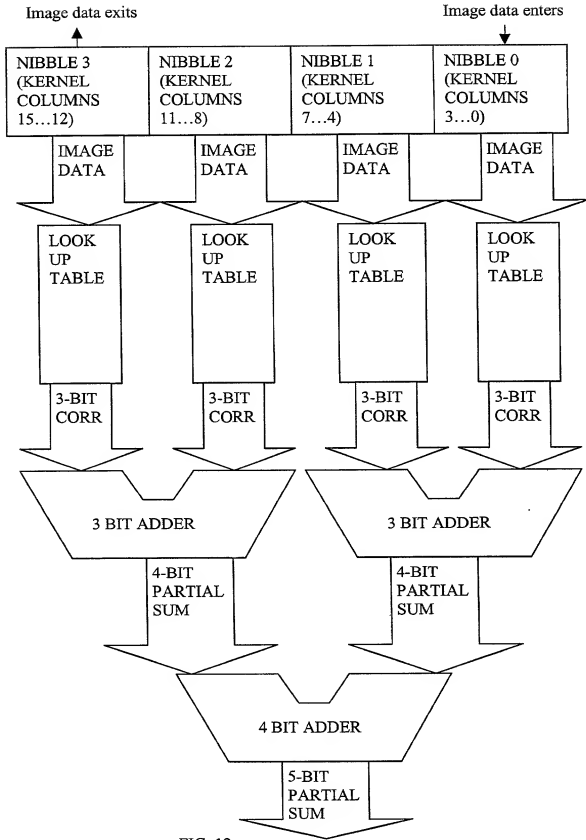 Image data exits
Image data enters
NIBBLE 3
(KERNEL
COLUMNS
15...12)
NIBBLE 2
(KERNEL
COLUMNS
11...8)
NIBBLE 1
(KERNEL
COLUMNS
7...4)
NIBBLE 0
(KERNEL
COLUMNS
3...0)
IMAGE
DATA
IMAGE
DATA
IMAGE
DATA
IMAGE
DATA
LOOK
UP
TABLE
LOOK
UP
TABLE
LOOK
UP
TABLE
LOOK
UP
TABLE
3-BIT
CORR
3-BIT
CORR
3-BIT
CORR
3-BIT
CORR
3 BIT ADDER
3 BIT ADDER
4-BIT
PARTIAL
SUM
4-BIT
PARTIAL
SUM
4 BIT ADDER
5-BIT
PARTIAL
SUM